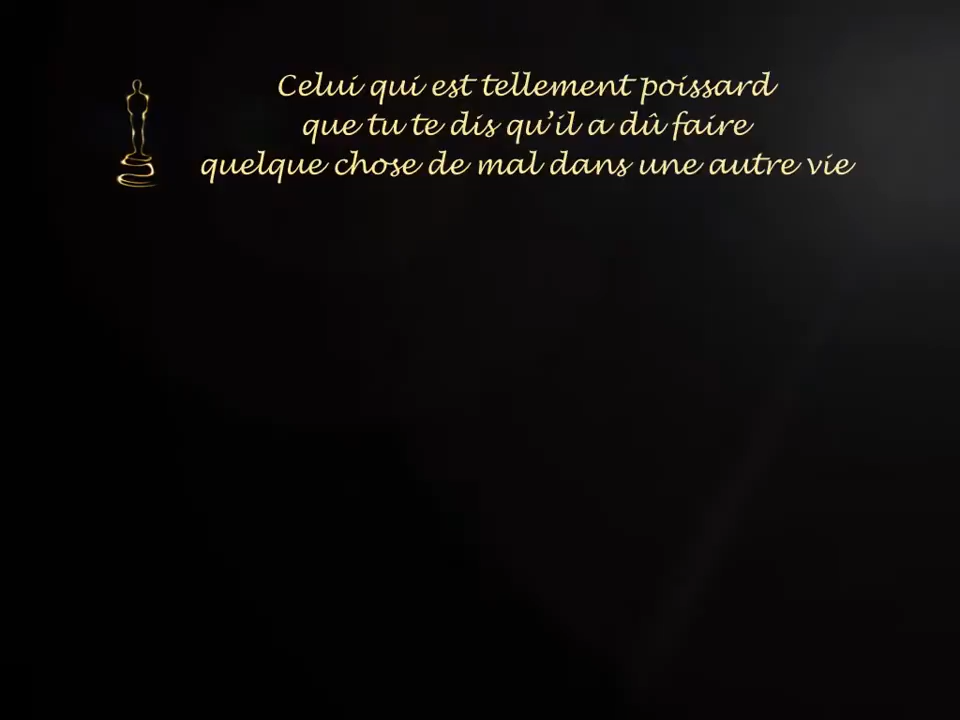 Celui qui est tellement poissard
que tu te dis qu'il a dû faire
quelque chose de mal dans une autre vie